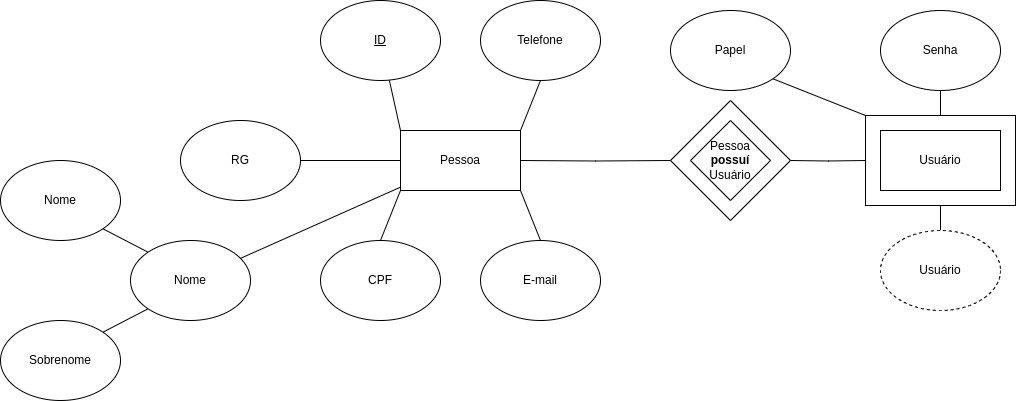 ID
Telefone
Papel
Senha
RG
Pessoa
Pessoa
possuí
Usuário
Usuário
Nome
Nome
CPF
E-mail
Usuário
Sobrenome